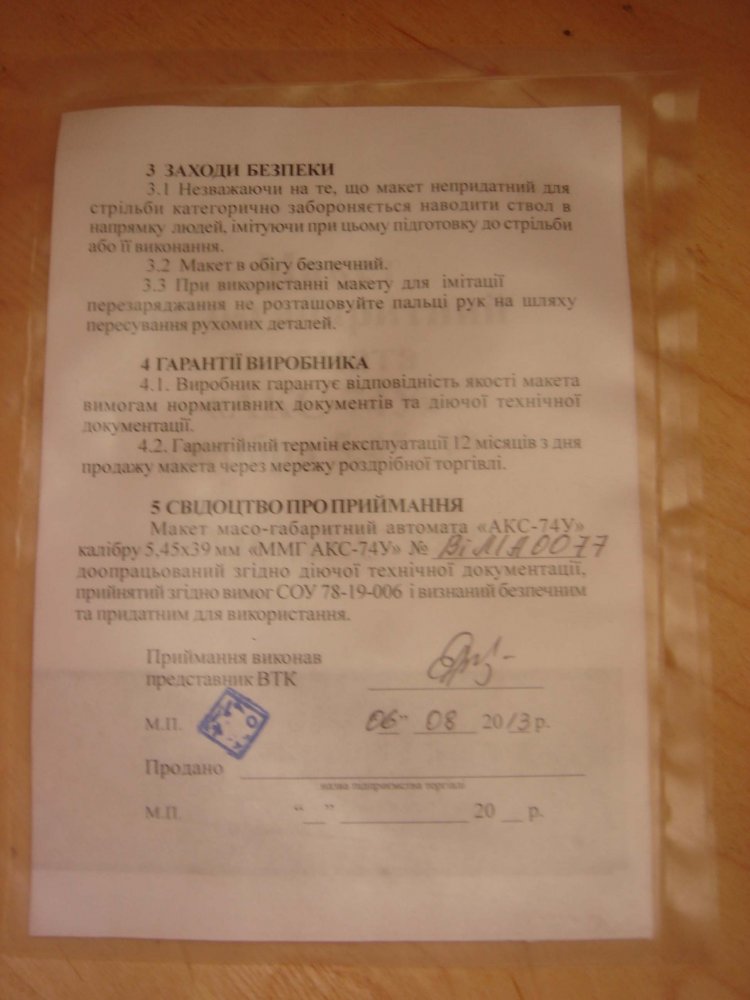 3 ЗАХОДИ БЕЗПЕКИ
3.1 Незважаючи на те, що макет непридатний для
стрільби категорично забороняється наводити ствол в
напрямку людей, імітуючи при цьому підготовку до стрільби
або її виконання.
3.2 Макет в обігу безпечний.
3.3 При використанні макету для імітації
перезаряджання не розташовуйте пальці рук на шляху
пересування рухомих деталей.
4 ГАРАНТІЇ ВИРОБНИКА
4.1. Виробник гарантує відповідність якості макета
вимогам нормативних документів та діючої технічної
документації.
4.2. Гарантійний термін експлуатації 12 місяців з дня
продажу макета через мережу роздрібної торгівлі.
5 СВІДОЦТВО ПРО ПРИЙМАННЯ
Макет масо-габаритний автомата «АКС-74У»
калібру 5,45х39 мм «ММГ АКС-74У» №
доопрацьований згідно діючої технічної документації,
прийнятий згідно вимог СОУ 78-19-006 і визнаний безпечним
та придатним для використання.
Приймання виконав
представник ВТК
М.П. 06” 08 2013 р.
Продано
назва підприємства торгівлі
М.П. “__” ________ 20 __ р.